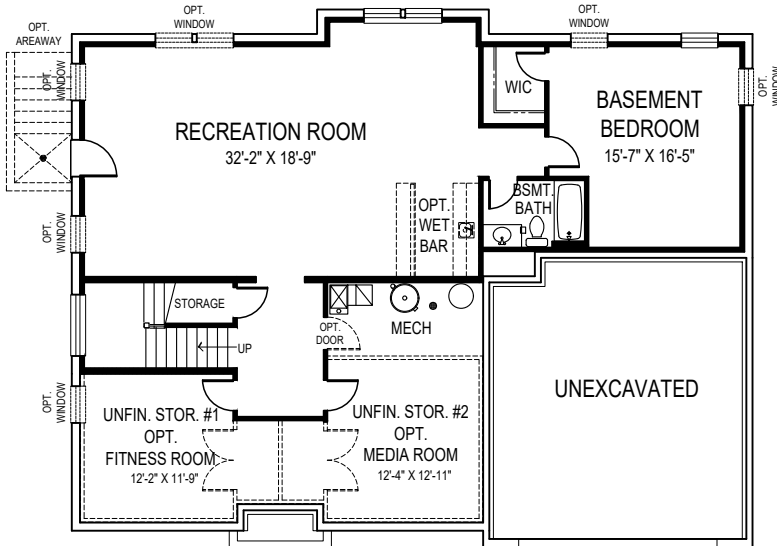 OPT.
AREAWAY
OPT.
WINDOW
OPT.
WINDOW
OPT.
WINDOW
OPT.
WINDOW
WIC
BASEMENT
BEDROOM
15'-7" X 16'-5"
RECREATION ROOM
32'-2" X 18'-9"
OPT.
WET
BAR
BSMT.
BATH
OPT.
WINDOW
STORAGE
UP
OPT.
DOOR
MECH
OPT.
WINDOW
UNFIN. STOR. #1
OPT.
FITNESS ROOM
12'-2" X 11'-9"
UNFIN. STOR. #2
OPT.
MEDIA ROOM
12'-4" X 12'-11"
UNEXCAVATED